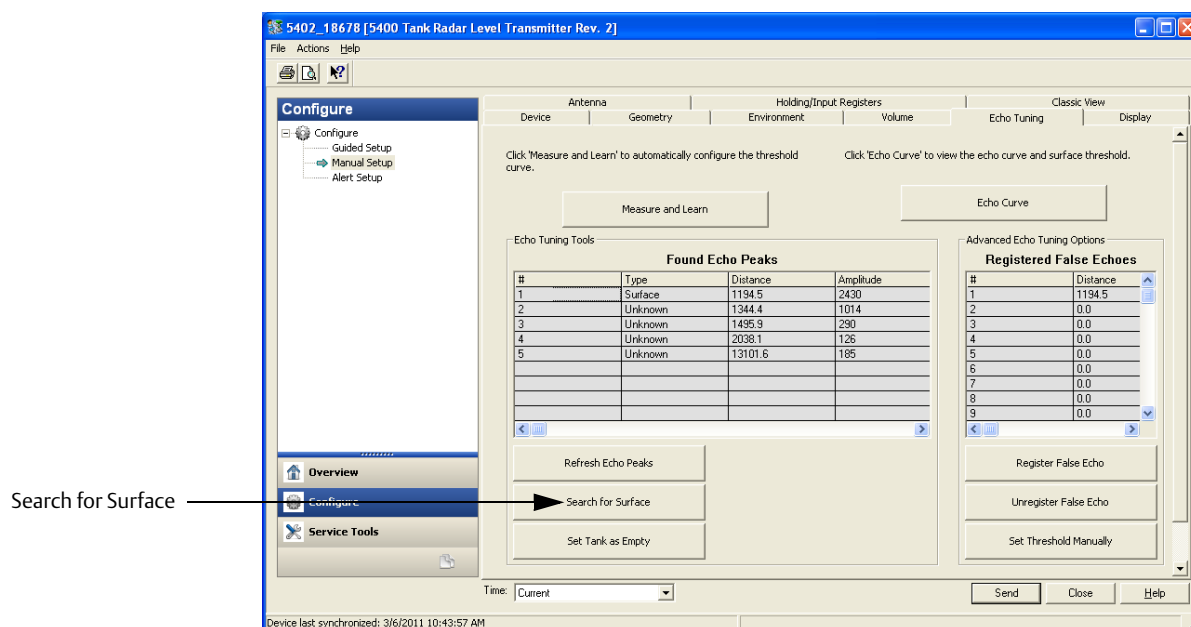 5402_18678 [5400 Tank Radar Level Transmitter Rev. 2]
File Actions Help
Configure
Configure
Guided Setup
Manual Setup
Alert Setup
Antenna Holding/Input Registers Classic View
Device Geometry Environment Volume Echo Tuning Display
Click 'Measure and Learn' to automatically configure the threshold
curve.
Click 'Echo Curve' to view the echo curve and surface threshold.
Measure and Learn
Echo Curve
Echo Tuning Tools
Found Echo Peaks
# Type Distance Amplitude
1 Surface 1194.5 2430
2 Unknown 1344.4 1014
3 Unknown 1495.9 290
4 Unknown 2038.1 126
5 Unknown 13101.6 185
Advanced Echo Tuning Options
Registered False Echoes
# Distance
1 1194.5
2 0.0
3 0.0
4 0.0
5 0.0
6 0.0
7 0.0
8 0.0
9 0.0
Refresh Echo Peaks
Search for Surface
Set Tank as Empty
Register False Echo
Unregister False Echo
Set Threshold Manually
Overview
Search for Surface
Configure
Service Tools
Time: Current
Send Close Help
Device last synchronized: 3/6/2011 10:43:57 AM